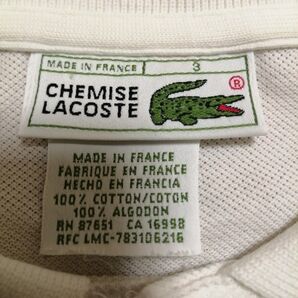 MADE IN FRANCE 3
CHEMISE
LACOSTE ®
MADE IN FRANCE
FABRIQUE EN FRANCE
HECHO EN FRANCIA
100% COTTON/COTON
100% ALGODON
RN 87651 CA 16998
RFC LMC-783106216